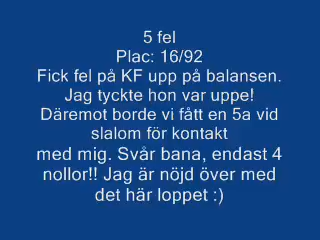 5 fel
Plac: 16/92
Fick fel på KF upp på balansen.
Jag tyckte hon var uppe!
Däremot borde vi fått en 5a vid
slalom för kontakt
med mig. Svår bana, endast 4
nollor!! Jag är nöjd över med
det här loppet :)